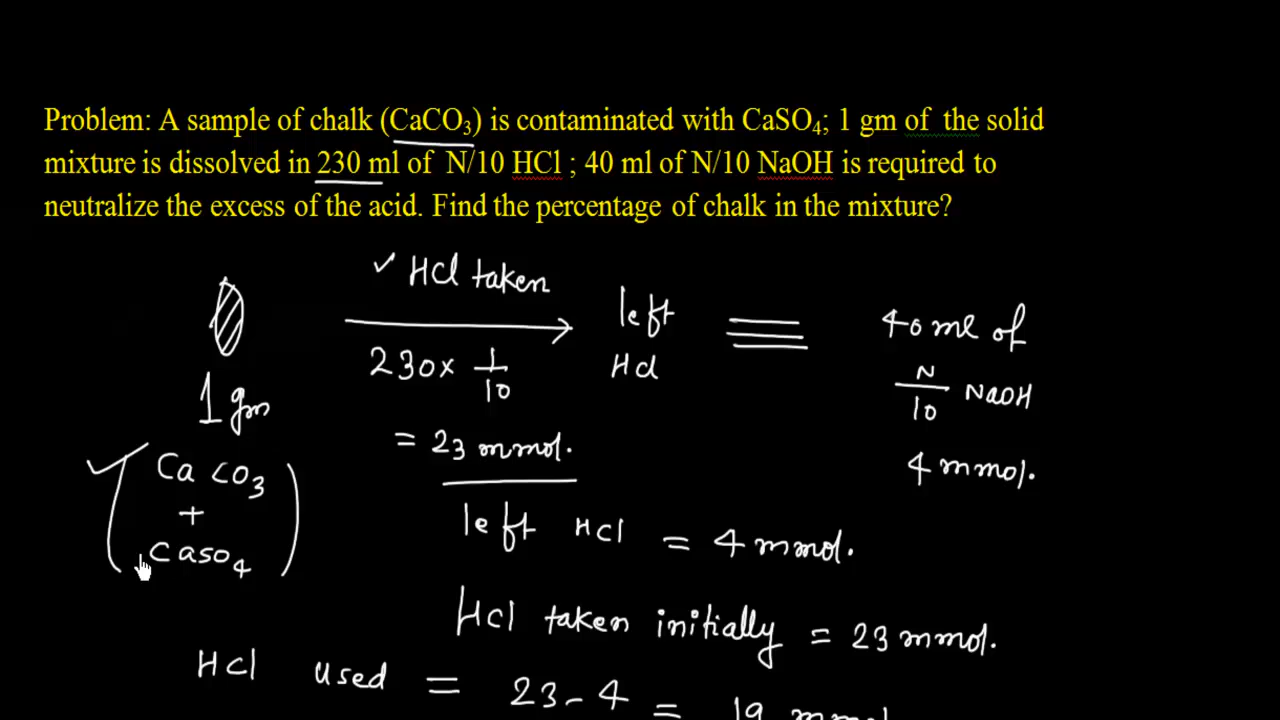 Problem: A sample of chalk (CaCO₃) is contaminated with CaSO₄; 1 gm of the solid
mixture is dissolved in 230 ml of N/10 HCl ; 40 ml of N/10 NaOH is required to
neutralize the excess of the acid. Find the percentage of chalk in the mixture?
✓ HCl taken
230 × 1/10
= 23 mmol.
left
HCl
≡
40 ml of
N/10 NaOH
4 mmol.
1 gm
✓ (CaCO₃
+
CaSO₄)
left HCl = 4 mmol.
HCl taken initially = 23 mmol.
HCl used = 23 - 4 = 19 mmol